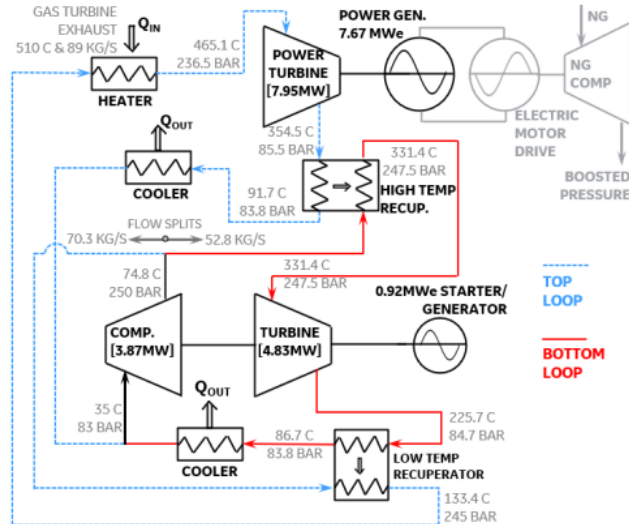 GAS TURBINE
EXHAUST
510 C & 89 KG/S
QIN
HEATER
465.1 C
236.5 BAR
POWER
TURBINE
[7.95MW]
POWER GEN.
7.67 MWe
NG
NG
COMP
ELECTRIC
MOTOR
DRIVE
BOOSTED
PRESSURE
QOUT
COOLER
354.5 C
85.5 BAR
331.4 C
247.5 BAR
HIGH TEMP
RECUP.
91.7 C
83.8 BAR
FLOW SPLITS
70.3 KG/S
52.8 KG/S
74.8 C
250 BAR
331.4 C
247.5 BAR
COMP.
[3.87MW]
TURBINE
[4.83MW]
0.92MWe STARTER/
GENERATOR
TOP
LOOP
BOTTOM
LOOP
35 C
83 BAR
QOUT
COOLER
86.7 C
83.8 BAR
225.7 C
84.7 BAR
LOW TEMP
RECUPERATOR
133.4 C
245 BAR